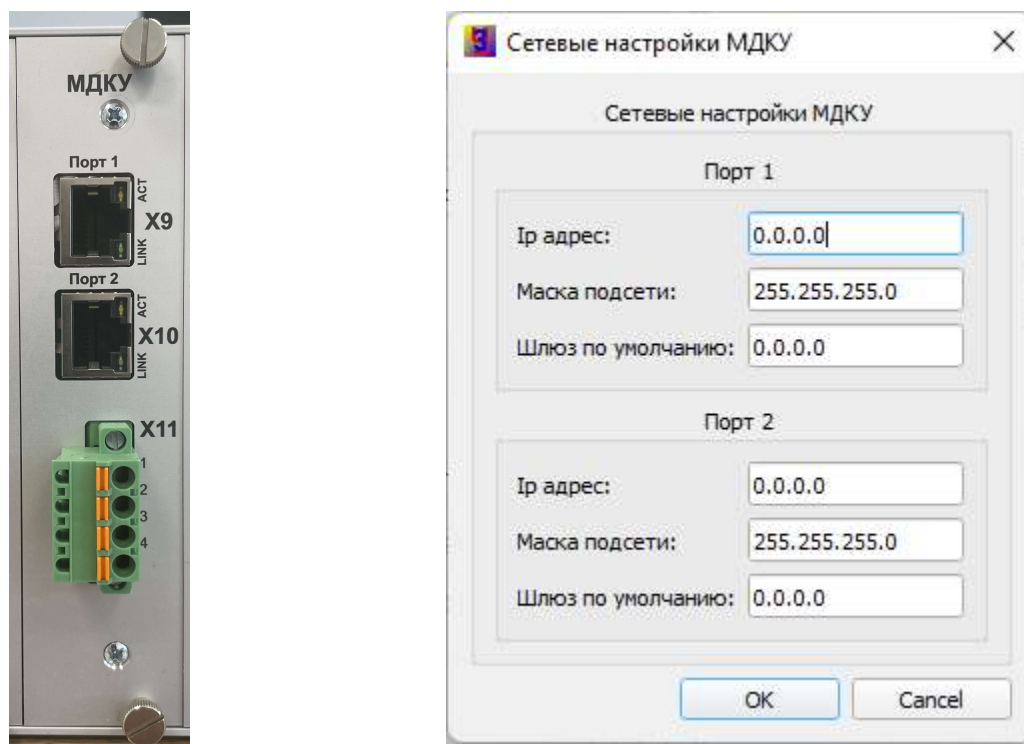 МДКУ
Порт 1
ACT
X9
LINK
Порт 2
ACT
X10
LINK
X11
1
2
3
4
Сетевые настройки МДКУ
Сетевые настройки МДКУ
Порт 1
Ip адрес: 0.0.0.0
Маска подсети: 255.255.255.0
Шлюз по умолчанию: 0.0.0.0
Порт 2
Ip адрес: 0.0.0.0
Маска подсети: 255.255.255.0
Шлюз по умолчанию: 0.0.0.0
OK Cancel